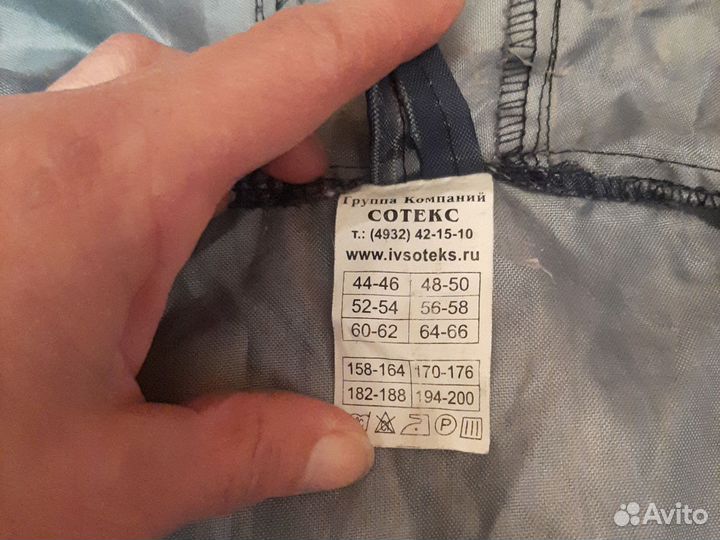 Группа Компаний
СОТЕКС
т.: (4932) 42-15-10
www.ivsoteks.ru
44-46 48-50
52-54 56-58
60-62 64-66
158-164 170-176
182-188 194-200
P
Avito